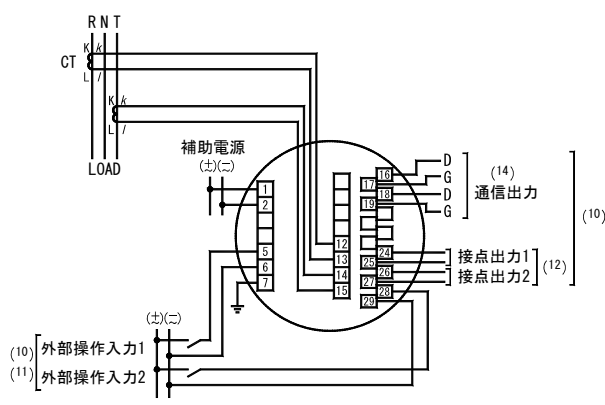 R N T
K k
CT
L l
K k
L l
LOAD
補助電源
(±)(−)
1
2
5
6
7
12
13
14
15
16
17
18
19
24
25
26
27
28
29
D
G
D
G
(14)
通信出力
(10)
接点出力1
接点出力2
(12)
(±)(−)
(10)
(11)
外部操作入力1
外部操作入力2